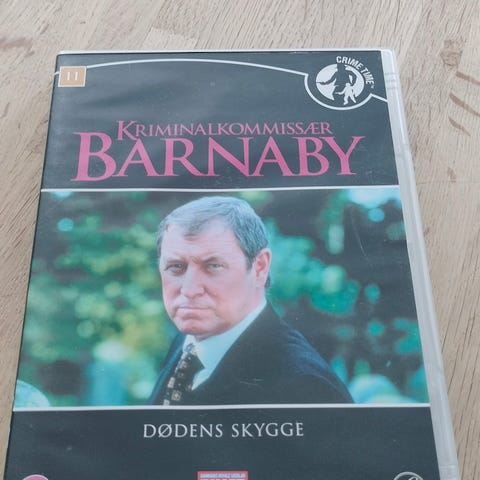 11
CRIME TIME
KRIMINALKOMMISSÆR
BARNABY
DØDENS SKYGGE